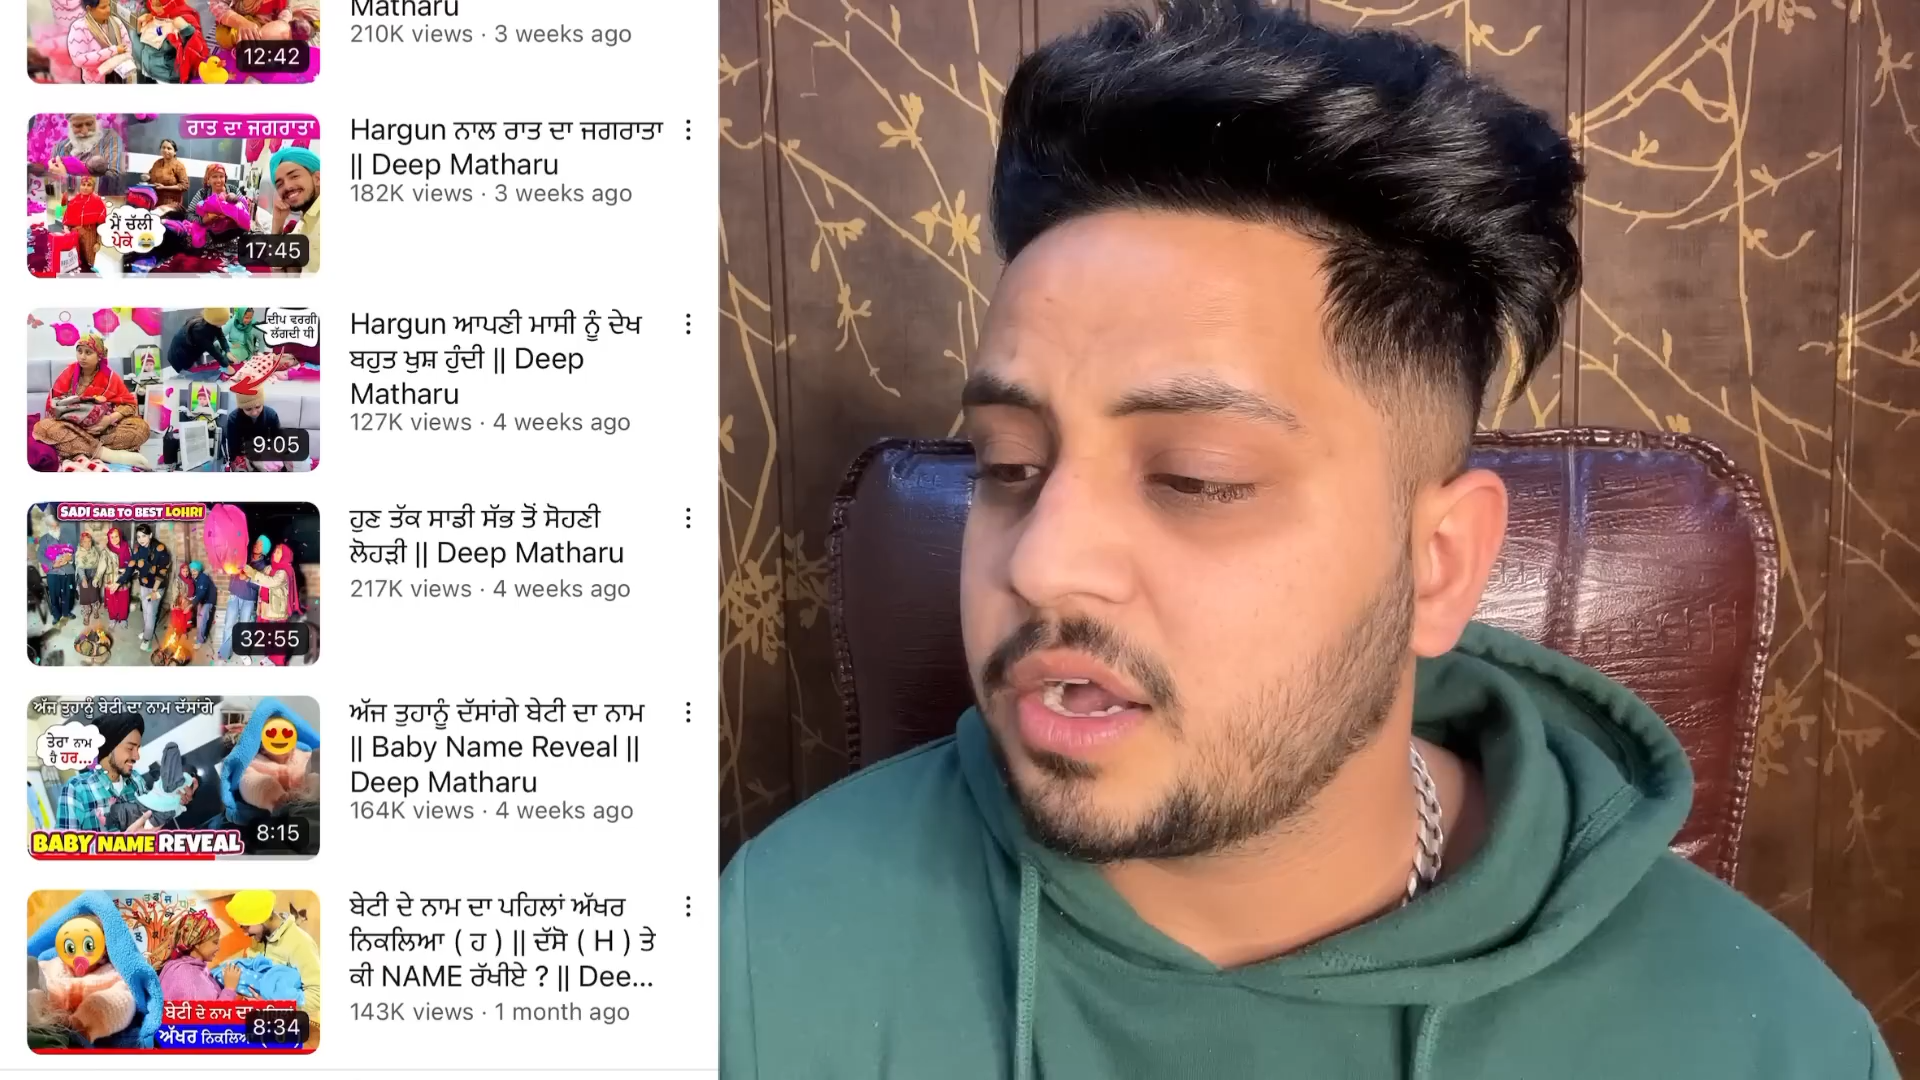 Matharu
210K views · 3 weeks ago
12:42
ਰਾਤ ਦਾ ਜਗਰਾਤਾ
ਮੈਂ ਚੱਲੀ
ਪੇਕੇ
17:45
Hargun ਨਾਲ ਰਾਤ ਦਾ ਜਗਰਾਤਾ
|| Deep Matharu
182K views · 3 weeks ago
ਦੀਪ ਵਰਗੀ
ਲੱਗਦੀ ਧੀ
9:05
Hargun ਆਪਣੀ ਮਾਸੀ ਨੂੰ ਦੇਖ
ਬਹੁਤ ਖੁਸ਼ ਹੁੰਦੀ || Deep
Matharu
127K views · 4 weeks ago
SADI SAB TO BEST LOHRI
32:55
ਹੁਣ ਤੱਕ ਸਾਡੀ ਸੱਭ ਤੋਂ ਸੋਹਣੀ
ਲੋਹੜੀ || Deep Matharu
217K views · 4 weeks ago
ਅੱਜ ਤੁਹਾਨੂੰ ਬੇਟੀ ਦਾ ਨਾਮ ਦੱਸਾਂਗੇ
ਤੇਰਾ ਨਾਮ
ਹੈ ਹਰ...
BABY NAME REVEAL
8:15
ਅੱਜ ਤੁਹਾਨੂੰ ਦੱਸਾਂਗੇ ਬੇਟੀ ਦਾ ਨਾਮ
|| Baby Name Reveal ||
Deep Matharu
164K views · 4 weeks ago
ਬੇਟੀ ਦੇ ਨਾਮ ਦਾ
ਅੱਖਰ
8:34
ਬੇਟੀ ਦੇ ਨਾਮ ਦਾ ਪਹਿਲਾਂ ਅੱਖਰ
ਨਿਕਲਿਆ ( ਹ ) || ਦੱਸੋ ( H ) ਤੇ
ਕੀ NAME ਰੱਖੀਏ ? || Dee...
143K views · 1 month ago